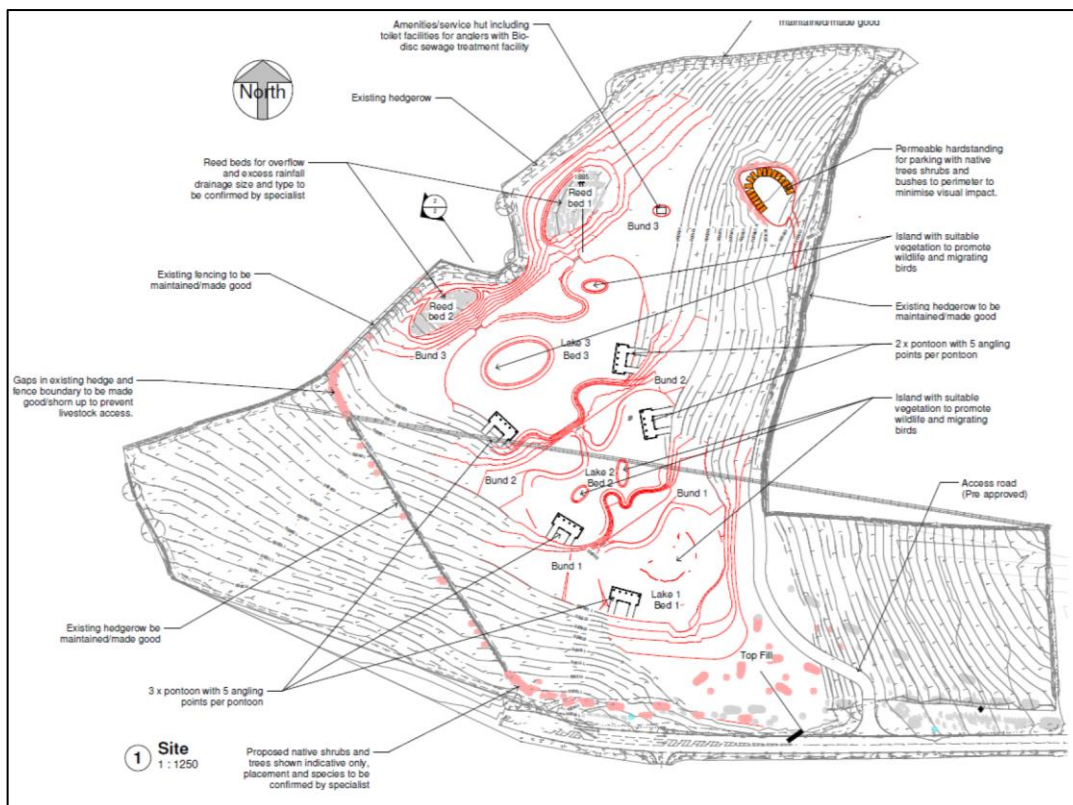 maintained/made good
Amenities/service hut including
toilet facilities for anglers with Bio-
disc sewage treatment facility
North
Existing hedgerow
Reed beds for overflow
and excess rainfall
drainage size and type to
be confirmed by specialist
Permeable hardstanding
for parking with native
trees shrubs and
bushes to perimeter to
minimise visual impact.
Reed
bed 1
Bund 3
Island with suitable
vegetation to promote
wildlife and migrating
birds
Existing fencing to be
maintained/made good
Reed
bed 2
Existing hedgerow to be
maintained/made good
Bund 3
Lake 3
Bed 3
2 x pontoon with 5 angling
points per pontoon
Gaps in existing hedge and
fence boundary to be made
good/shorn up to prevent
livestock access.
Bund 2
Island with suitable
vegetation to promote
wildlife and migrating
birds
Bund 2
Lake 2
Bed 2
Bund 1
Access road
(Pre approved)
Bund 1
Lake 1
Bed 1
Existing hedgerow be
maintained/made good
Top Fill
3 x pontoon with 5 angling
points per pontoon
1
Site
1 : 1250
Proposed native shrubs and
trees shown indicative only,
placement and species to be
confirmed by specialist